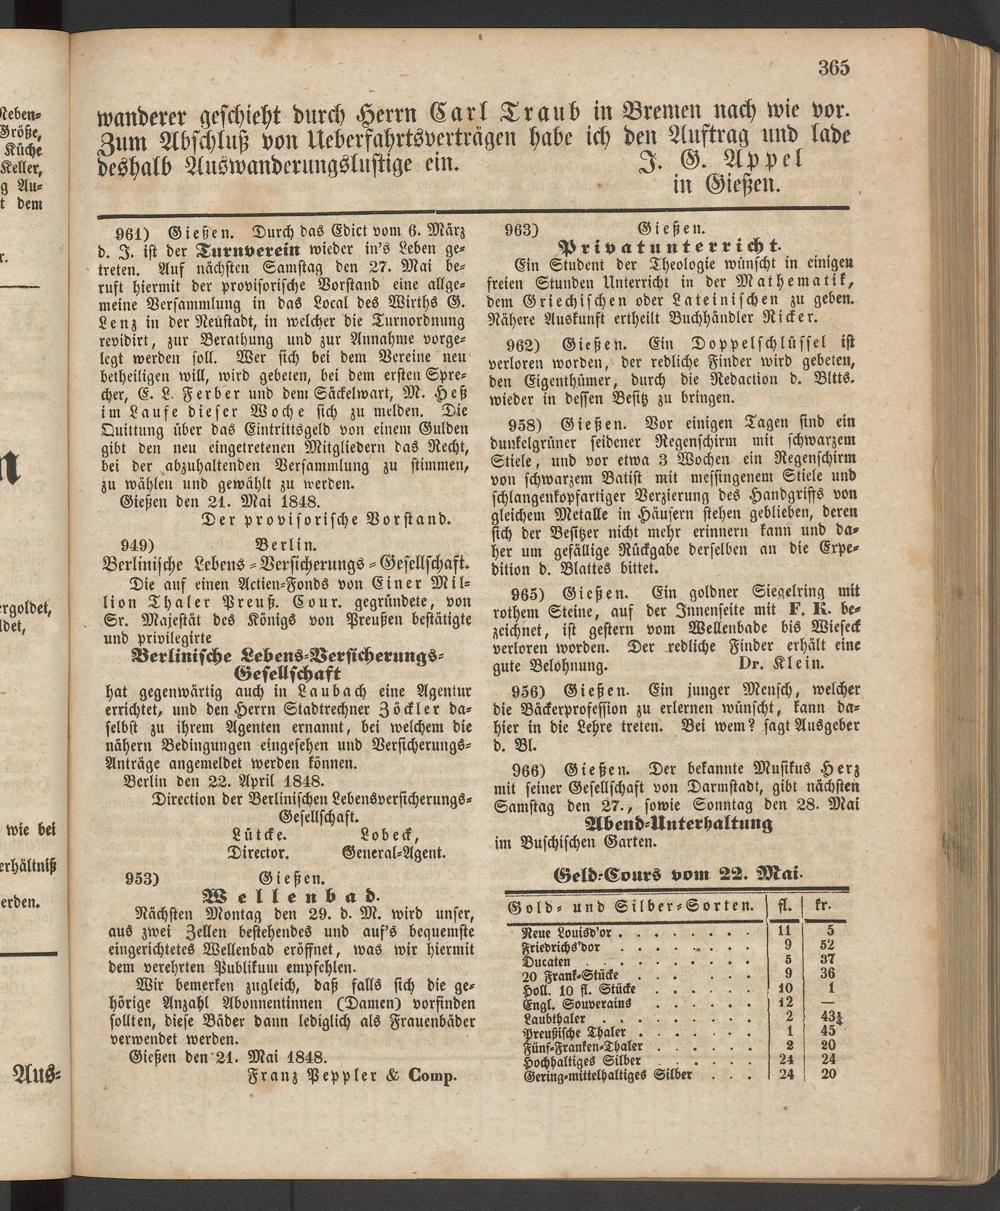 365
wanderer geschieht durch Herrn Carl Traub in Bremen nach wie vor.
Zum Abschluß von Ueberfahrtsverträgen habe ich den Auftrag und lade
deshalb Auswanderungslustige ein. J. G. Appel
in Gießen.
961) Gießen. Durch das Edict vom 6. März
d. J. ist der Turnverein wieder in's Leben ge-
treten. Auf nächsten Samstag den 27. Mai be-
ruft hiermit der provisorische Vorstand eine allge-
meine Versammlung in das Local des Wirths G.
Lenz in der Neustadt, in welcher die Turnordnung
revidirt, zur Berathung und zur Annahme vorge-
legt werden soll. Wer sich bei dem Vereine neu
betheiligen will, wird gebeten, bei dem ersten Spre-
cher, C. L. Ferber und dem Säckelwart, M. Heß
im Laufe dieser Woche sich zu melden. Die
Quittung über das Eintrittsgeld von einem Gulden
gibt den neu eingetretenen Mitgliedern das Recht,
bei der abzuhaltenden Versammlung zu stimmen,
zu wählen und gewählt zu werden.
Gießen den 21. Mai 1848.
Der provisorische Vorstand.
949) Berlin.
Berlinische Lebens-Versicherungs-Gesellschaft.
Die auf einen Actien-Fonds von Einer Mil-
lion Thaler Preuß. Cour. gegründete, von
Sr. Majestät des Königs von Preußen bestätigte
und privilegirte
Berlinische Lebens-Versicherungs-
Gesellschaft
hat gegenwärtig auch in Laubach eine Agentur
errichtet, und den Herrn Stadtrechner Zöckler da-
selbst zu ihrem Agenten ernannt, bei welchem die
nähern Bedingungen eingesehen und Versicherungs-
Anträge angemeldet werden können.
Berlin den 22. April 1848.
Direction der Berlinischen Lebensversicherungs-
Gesellschaft.
Lütcke. Lobeck,
Director. General-Agent.
953) Gießen.
Wellenbad.
Nächsten Montag den 29. d. M. wird unser,
aus zwei Zellen bestehendes und auf's bequemste
eingerichtetes Wellenbad eröffnet, was wir hiermit
dem verehrten Publikum empfehlen.
Wir bemerken zugleich, daß falls sich die ge-
hörige Anzahl Abonnentinnen (Damen) vorfinden
sollten, diese Bäder dann lediglich als Frauenbäder
verwendet werden.
Gießen den 21. Mai 1848.
Franz Peppler & Comp.
963) Gießen.
Privatunterricht.
Ein Student der Theologie wünscht in einigen
freien Stunden Unterricht in der Mathematik,
dem Griechischen oder Lateinischen zu geben.
Nähere Auskunft ertheilt Buchhändler Ricker.
962) Gießen. Ein Doppelschlüssel ist
verloren worden, der redliche Finder wird gebeten,
den Eigenthümer, durch die Redaction d. Bltts.
wieder in dessen Besitz zu bringen.
958) Gießen. Vor einigen Tagen sind ein
dunkelgrüner seidener Regenschirm mit schwarzem
Stiele, und vor etwa 3 Wochen ein Regenschirm
von schwarzem Batist mit messingenem Stiele und
schlangenkopfartiger Verzierung des Handgriffs von
gleichem Metalle in Häusern stehen geblieben, deren
sich der Besitzer nicht mehr erinnern kann und da-
her um gefällige Rückgabe derselben an die Expe-
dition d. Blattes bittet.
965) Gießen. Ein goldner Siegelring mit
rothem Steine, auf der Innenseite mit F. K. be-
zeichnet, ist gestern vom Wellenbade bis Wieseck
verloren worden. Der redliche Finder erhält eine
gute Belohnung. Dr. Klein.
956) Gießen. Ein junger Mensch, welcher
die Bäckerprofession zu erlernen wünscht, kann da-
hier in die Lehre treten. Bei wem? sagt Ausgeber
d. Bl.
966) Gießen. Der bekannte Musikus Herz
mit seiner Gesellschaft von Darmstadt, gibt nächsten
Samstag den 27., sowie Sonntag den 28. Mai
Abend-Unterhaltung
im Buschischen Garten.
Geld-Cours vom 22. Mai.
Gold- und Silber-Sorten. fl. kr.
Neue Louisd'or . . . . . . . . 11 5
Friedrichs'dor . . . . . . . . 9 52
Ducaten . . . . . . . . . 5 37
20 Frank-Stücke . . . . . . . 9 36
Holl. 10 fl. Stücke . . . . . . 10 1
Engl. Souverains . . . . . . 12 —
Laubthaler . . . . . . . . 2 43½
Preußische Thaler . . . . . . . 1 45
Fünf-Franken-Thaler . . . . . . 2 20
Hochhaltiges Silber . . . . . . 24 24
Gering-mittelhaltiges Silber . . . 24 20
Neben-
Größe,
Küche
Keller,
g Au-
t dem
r.
n
ergoldet,
ldet,
wie bei
erhältniß
erden.
Aus-